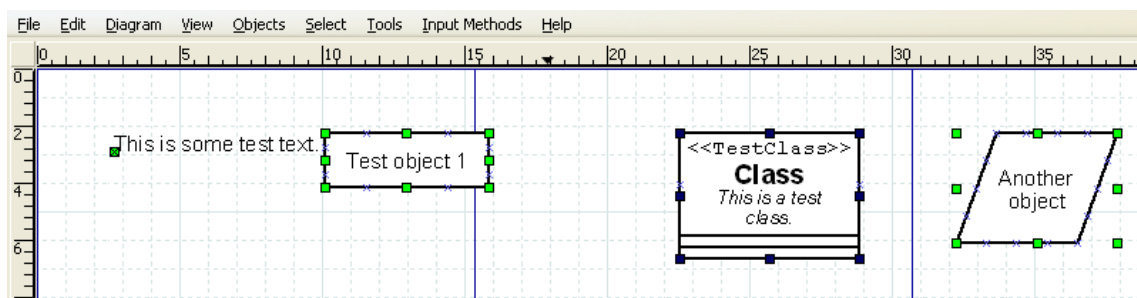 File Edit Diagram View Objects Select Tools Input Methods Help
0 5 10 15 20 25 30 35
0
2
4
6
This is some test text.
Test object 1
<<TestClass>>
Class
This is a test
class.
Another
object